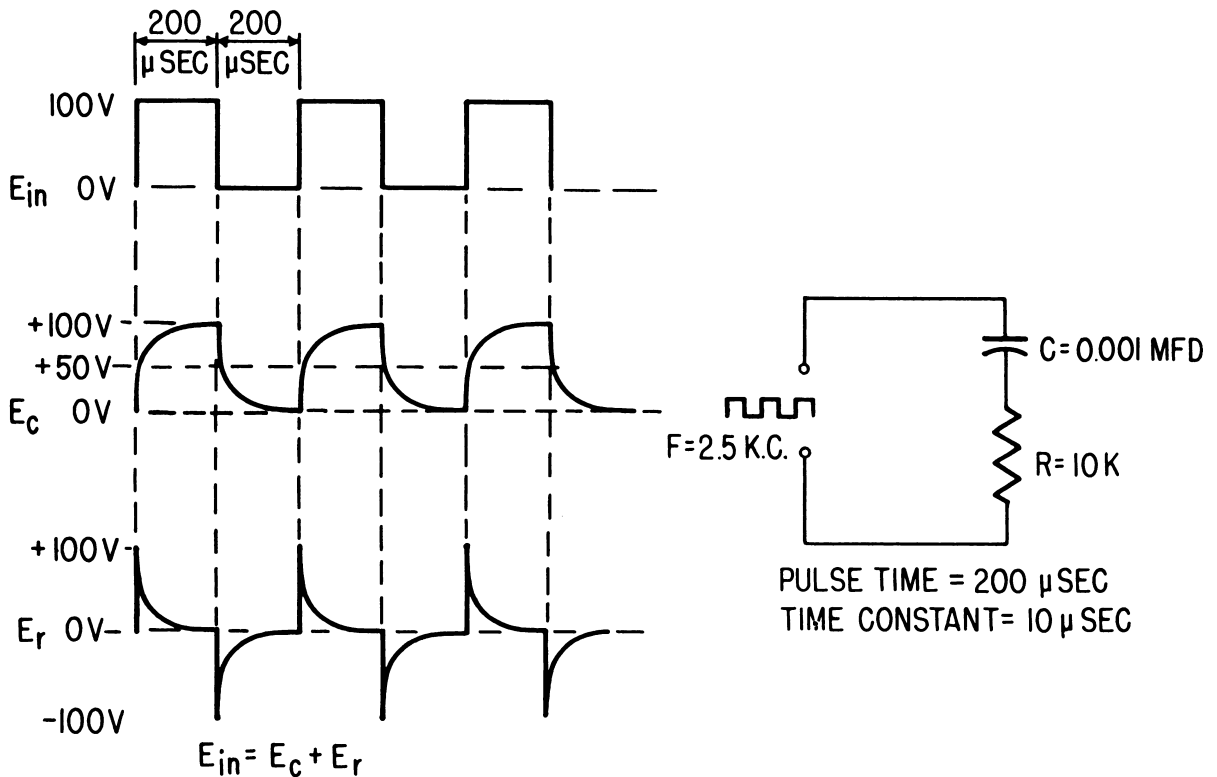 200 200
μSEC μSEC
100V
Ein 0V
+100V
+50V
Ec 0V
+100V
Er 0V
-100V
Ein = Ec + Er
C=0.001 MFD
F=2.5 K.C.
R=10K
PULSE TIME = 200 μSEC
TIME CONSTANT= 10 μSEC